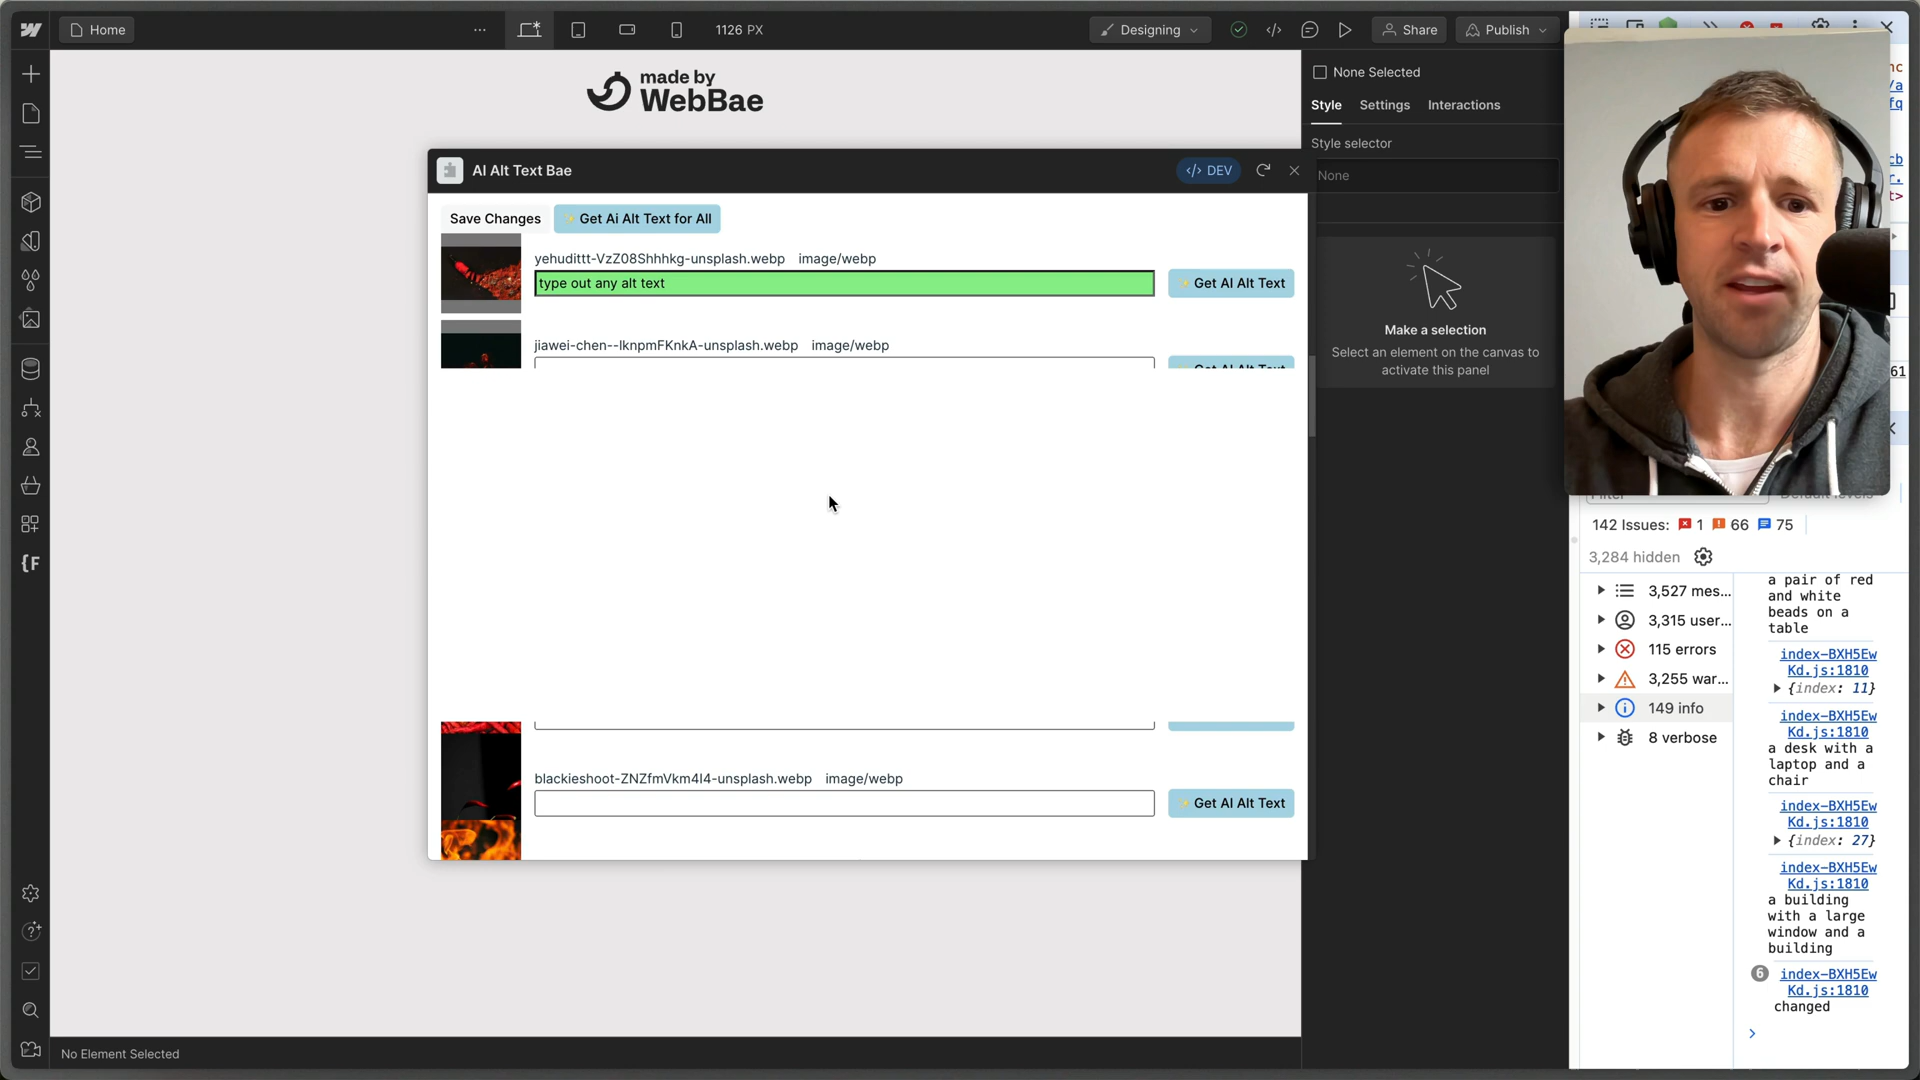 Home
1126 PX
Designing
Share
Publish
made by
WebBae
None Selected
Style Settings Interactions
Style selector
None
Make a selection
Select an element on the canvas to
activate this panel
AI Alt Text Bae
</> DEV
Save Changes
Get Ai Alt Text for All
yehudittt-VzZ08Shhhkg-unsplash.webp image/webp
type out any alt text
Get AI Alt Text
jiawei-chen--lknpmFKnkA-unsplash.webp image/webp
Get AI Alt Text
blackieshoot-ZNZfmVkm4I4-unsplash.webp image/webp
Get AI Alt Text
No Element Selected
61
142 Issues: 1 66 75
3,284 hidden
3,527 mes...
3,315 user...
115 errors
3,255 war...
149 info
8 verbose
a pair of red
and white
beads on a
table
index-BXH5Ew
Kd.js:1810
{index: 11}
index-BXH5Ew
Kd.js:1810
a desk with a
laptop and a
chair
index-BXH5Ew
Kd.js:1810
{index: 27}
index-BXH5Ew
Kd.js:1810
a building
with a large
window and a
building
6
index-BXH5Ew
Kd.js:1810
changed